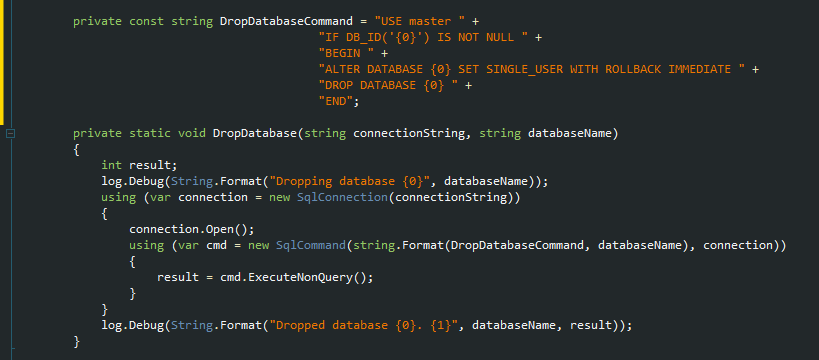 private const string DropDatabaseCommand = "USE master " +
"IF DB_ID('{0}') IS NOT NULL " +
"BEGIN " +
"ALTER DATABASE {0} SET SINGLE_USER WITH ROLLBACK IMMEDIATE " +
"DROP DATABASE {0} " +
"END";
private static void DropDatabase(string connectionString, string databaseName)
{
int result;
log.Debug(String.Format("Dropping database {0}", databaseName));
using (var connection = new SqlConnection(connectionString))
{
connection.Open();
using (var cmd = new SqlCommand(string.Format(DropDatabaseCommand, databaseName), connection))
{
result = cmd.ExecuteNonQuery();
}
}
log.Debug(String.Format("Dropped database {0}. {1}", databaseName, result));
}